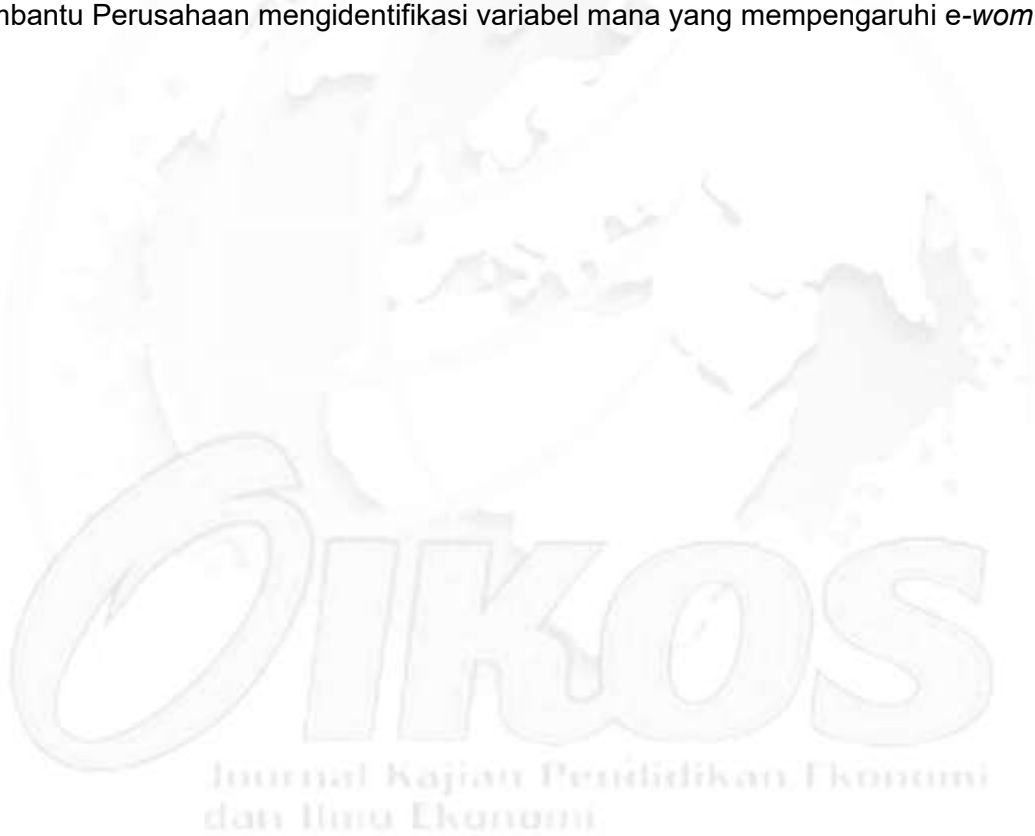 mbantu Perusahaan mengidentifikasi variabel mana yang mempengaruhi e-wom
OIKOS
Journal Kajian Pendidikan Ekonomi
dan Ilmu Ekonomi